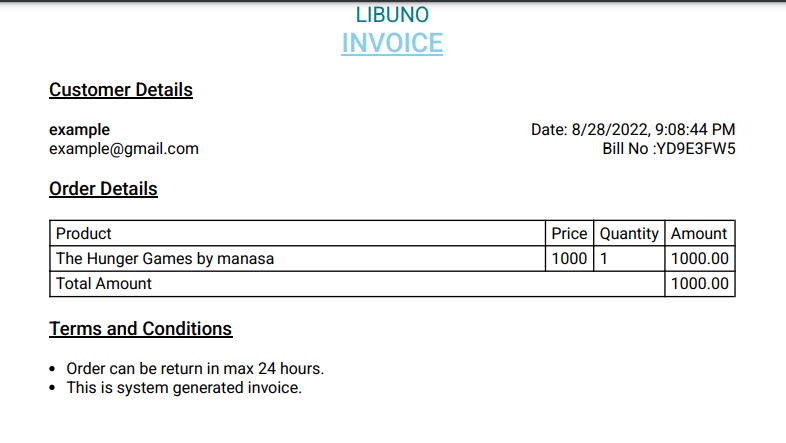 LIBUNO
INVOICE
Customer Details
example
example@gmail.com
Date: 8/28/2022, 9:08:44 PM
Bill No :YD9E3FW5
Order Details
Product Price Quantity Amount
The Hunger Games by manasa 1000 1 1000.00
Total Amount 1000.00
Terms and Conditions
• Order can be return in max 24 hours.
• This is system generated invoice.